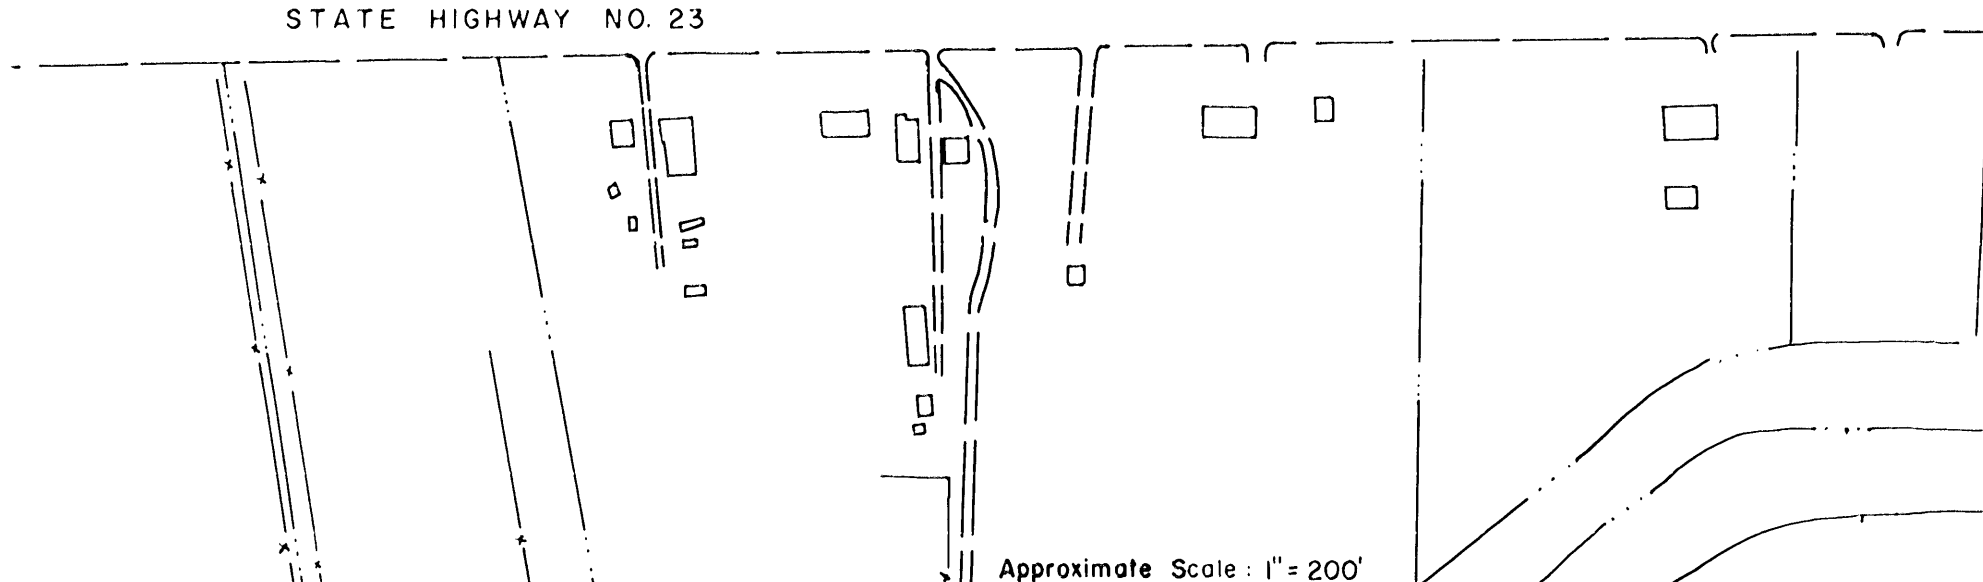 STATE HIGHWAY NO. 23
Approximate Scale : 1" = 200'